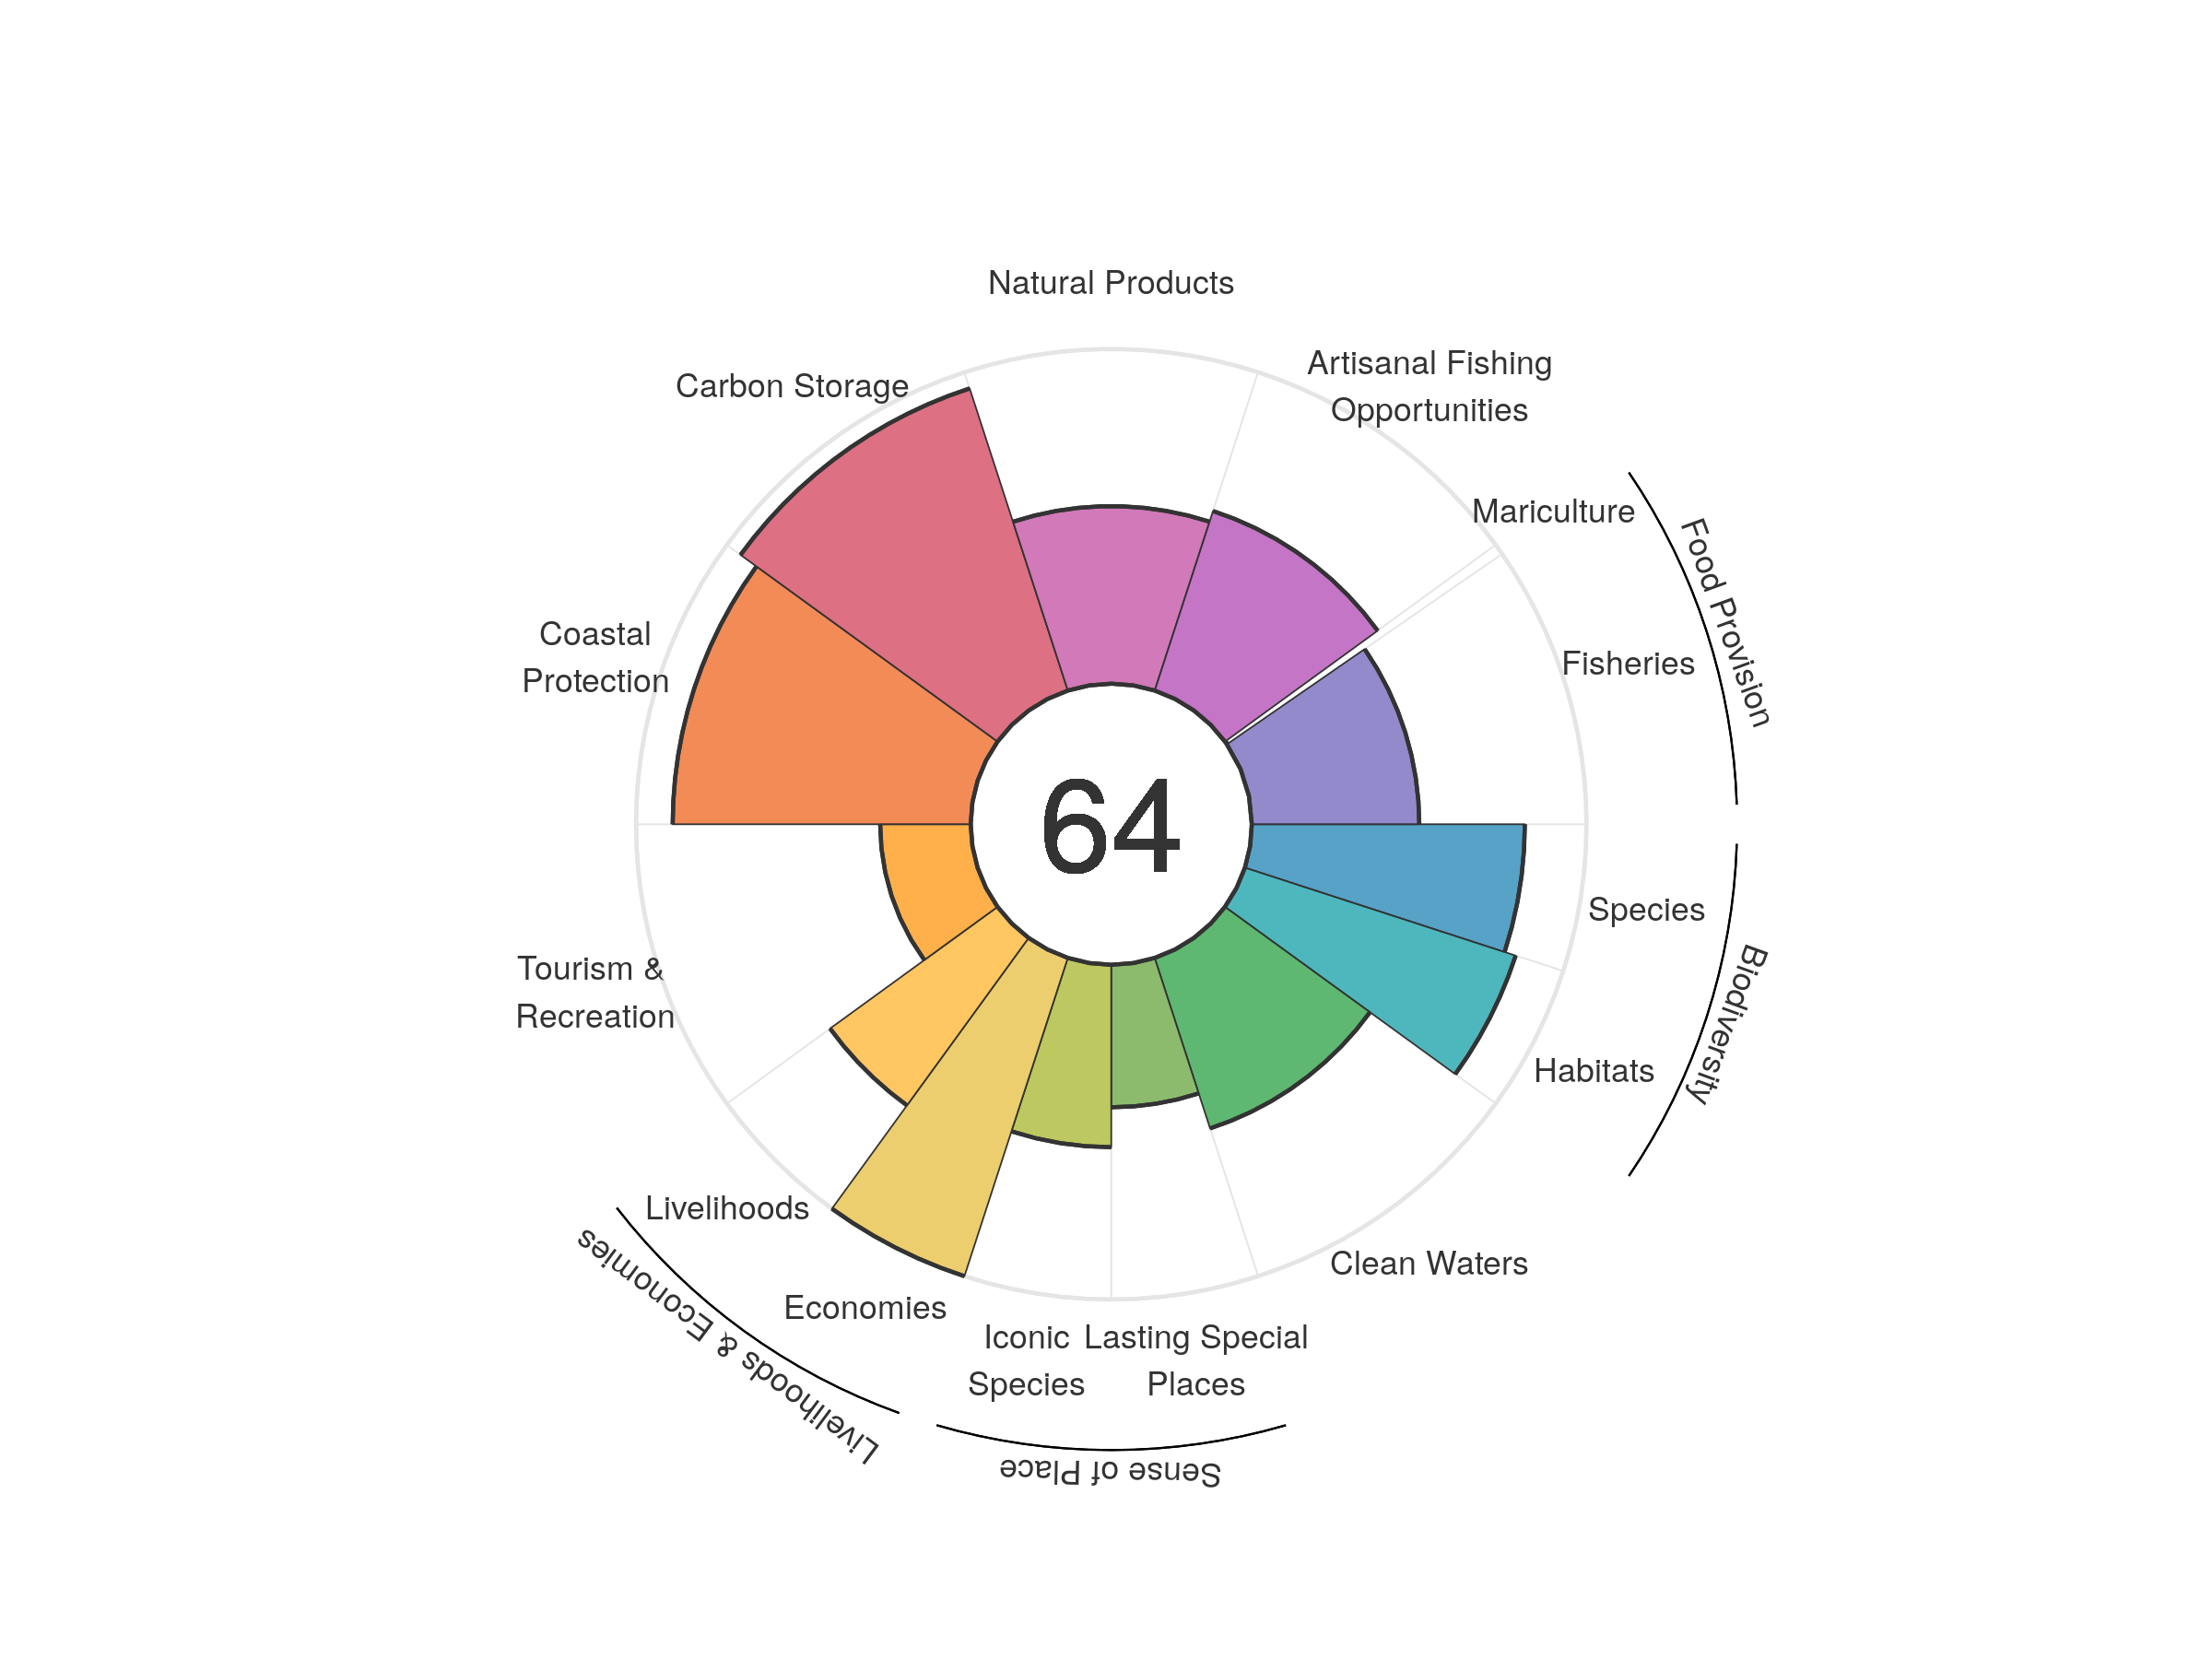 Natural Products
Artisanal Fishing
Opportunities
Carbon Storage
Mariculture
Food Provision
Fisheries
Coastal
Protection
64
Species
Biodiversity
Tourism &
Recreation
Habitats
Livelihoods
Livelihoods & Economies
Clean Waters
Economies
Iconic
Species
Lasting Special
Places
Sense of Place